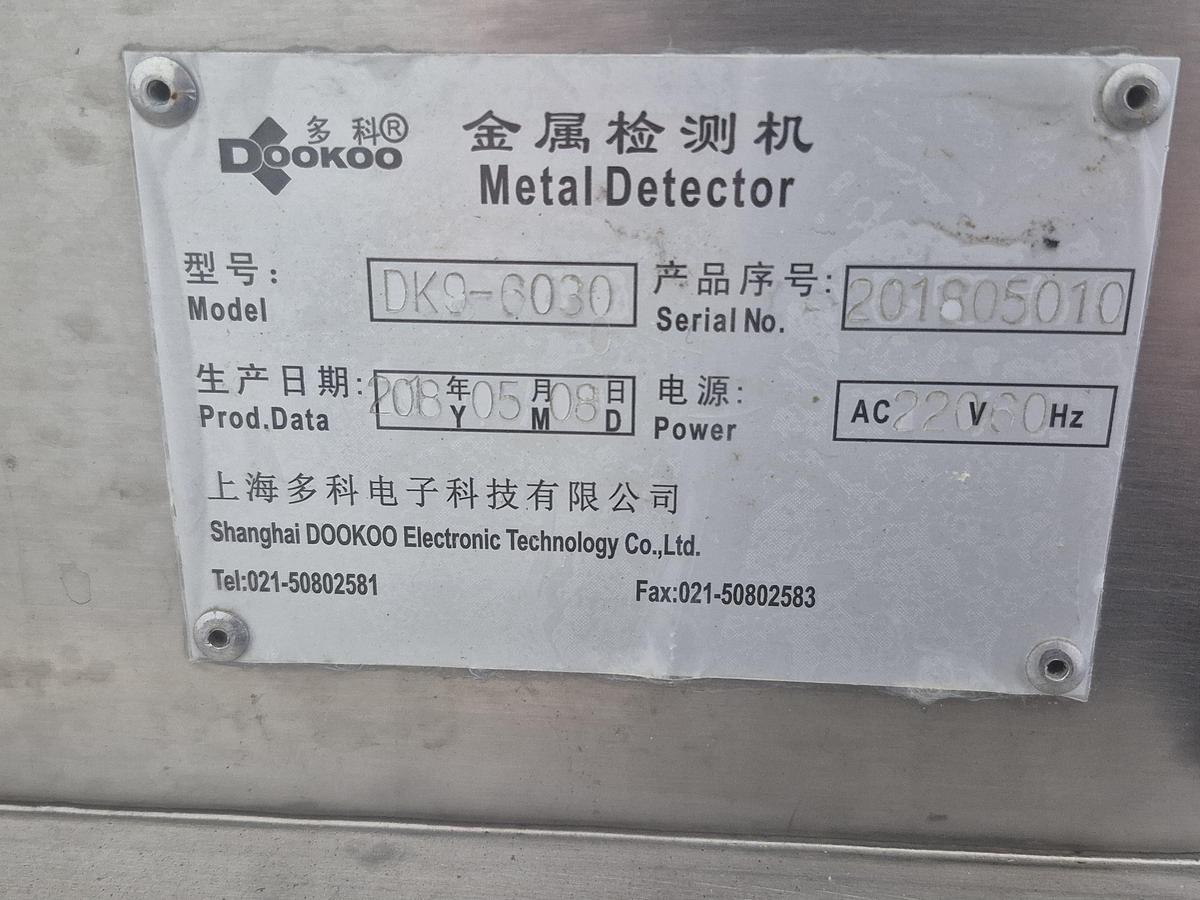 多科®
DOOKOO
金属检测机
Metal Detector
型号: DK9-6030 产品序号: 201805010
Model Serial No.
生产日期: 2018年05月08日 电源: AC220V60Hz
Prod.Data Y M D Power
上海多科电子科技有限公司
Shanghai DOOKOO Electronic Technology Co.,Ltd.
Tel:021-50802581 Fax:021-50802583